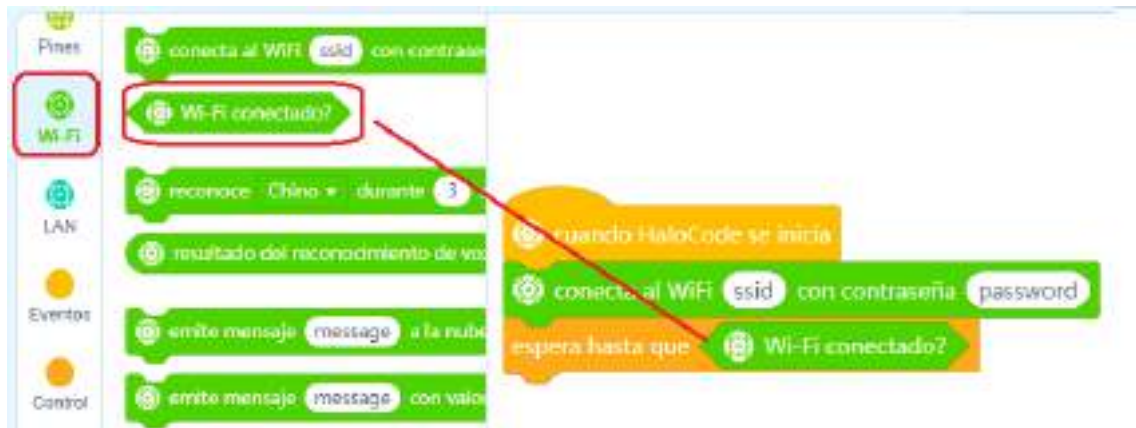 Pines
Wi-Fi
LAN
Eventos
Control
conecta al WiFi ssid con contraseñ
Wi-Fi conectado?
reconoce Chino durante 3
resultado del reconocimiento de voz
emite mensaje message a la nube
emite mensaje message con valo
cuando HaloCode se inicia
conecta al WiFi ssid con contraseña password
espera hasta que Wi-Fi conectado?